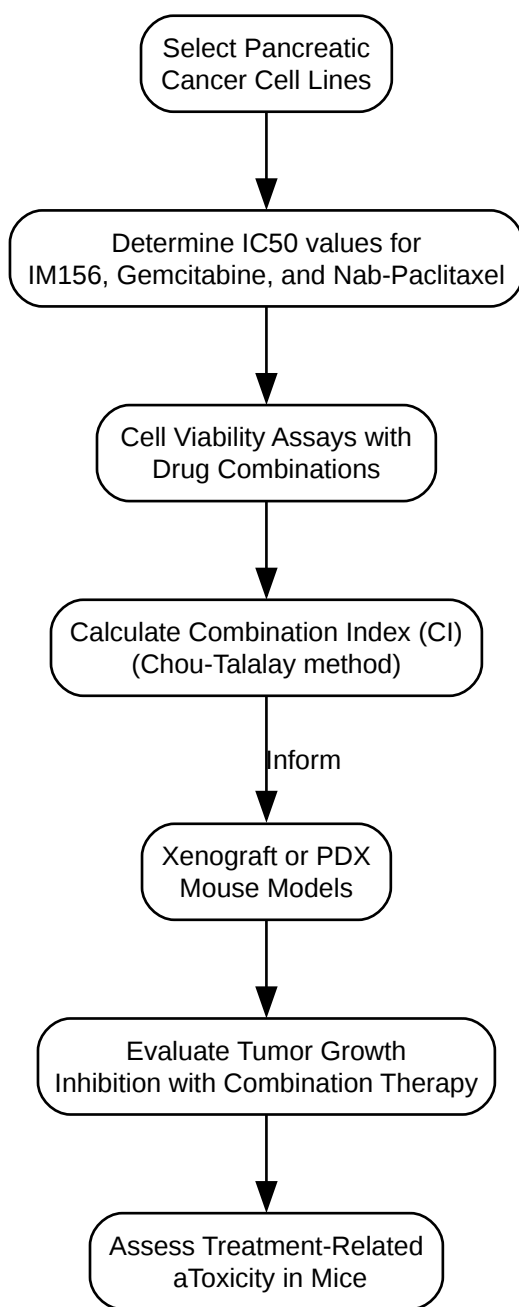 Select Pancreatic
Cancer Cell Lines
Determine IC50 values for
IM156, Gemcitabine, and Nab-Paclitaxel
Cell Viability Assays with
Drug Combinations
Calculate Combination Index (CI)
(Chou-Talalay method)
Inform
Xenograft or PDX
Mouse Models
Evaluate Tumor Growth
Inhibition with Combination Therapy
Assess Treatment-Related
aToxicity in Mice